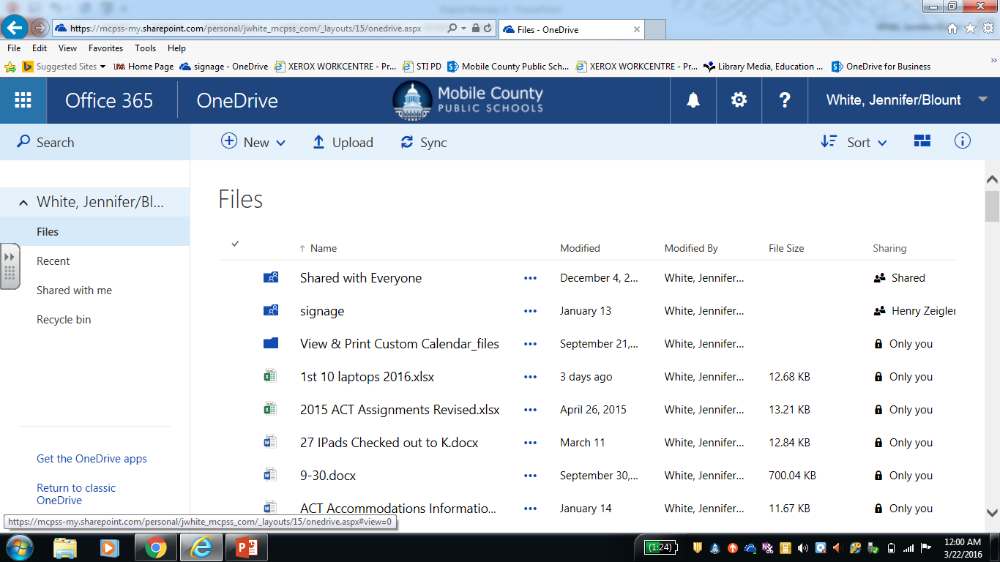 https://mcpss-my.sharepoint.com/personal/jwhite_mcpss_com/_layouts/15/onedrive.aspx
Files - OneDrive
File Edit View Favorites Tools Help
Suggested Sites Home Page signage - OneDrive XEROX WORKCENTRE - Pr... STI PD Mobile County Public Sch... XEROX WORKCENTRE - Pr... Library Media, Education ... OneDrive for Business
Office 365 OneDrive Mobile County
PUBLIC SCHOOLS
? White, Jennifer/Blount
Search New Upload Sync Sort
White, Jennifer/Bl...
Files
Recent
Shared with me
Recycle bin
Get the OneDrive apps
Return to classic
OneDrive
Files
Name Modified Modified By File Size Sharing
Shared with Everyone ••• December 4, 2... White, Jennifer... Shared
signage ••• January 13 White, Jennifer... Henry Zeigler
View & Print Custom Calendar_files ••• September 21,... White, Jennifer... Only you
1st 10 laptops 2016.xlsx ••• 3 days ago White, Jennifer... 12.68 KB Only you
2015 ACT Assignments Revised.xlsx ••• April 26, 2015 White, Jennifer... 13.21 KB Only you
27 IPads Checked out to K.docx ••• March 11 White, Jennifer... 12.84 KB Only you
9-30.docx ••• September 30,... White, Jennifer... 700.04 KB Only you
ACT Accommodations Informatio... ••• January 14 White, Jennifer... 11.67 KB Only you
https://mcpss-my.sharepoint.com/personal/jwhite_mcpss_com/_layouts/15/onedrive.aspx#view=0
(1:24)
12:00 AM
3/22/2016